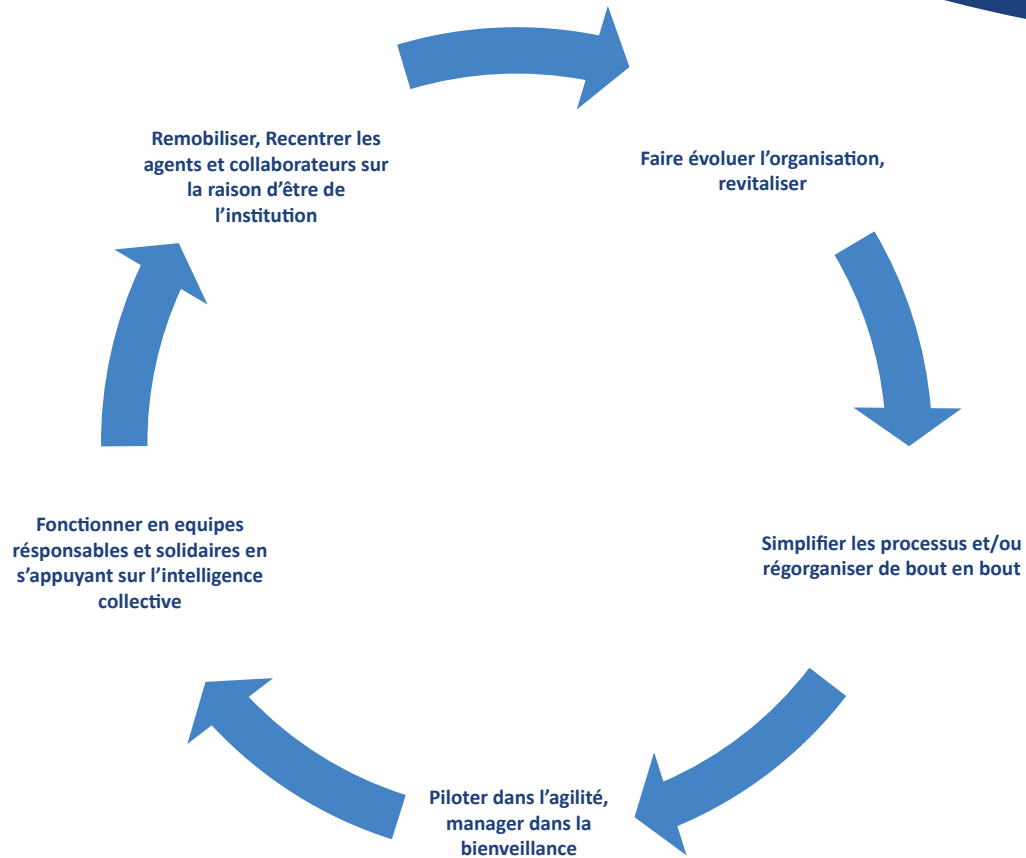 Remobiliser, Recentrer les
agents et collaborateurs sur
la raison d’être de
l’institution
Faire évoluer l’organisation,
revitaliser
Simplifier les processus et/ou
régorganiser de bout en bout
Piloter dans l’agilité,
manager dans la
bienveillance
Fonctionner en equipes
résponsables et solidaires en
s’appuyant sur l’intelligence
collective